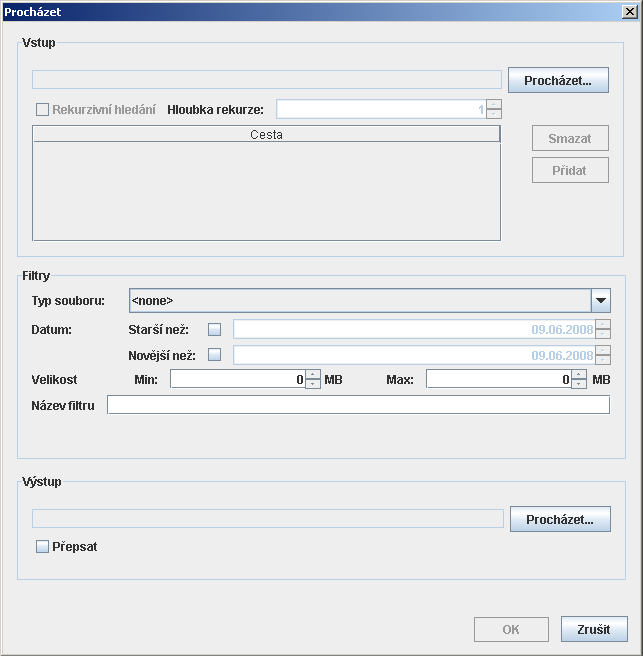 Procházet
Vstup
Procházet...
Rekurzivní hledání Hloubka rekurze: 1
Cesta
Smazat
Přidat
Filtry
Typ souboru: <none>
Datum: Starší než: 09.06.2008
Novější než: 09.06.2008
Velikost Min: 0 MB Max: 0 MB
Název filtru
Výstup
Procházet...
Přepsat
OK Zrušit